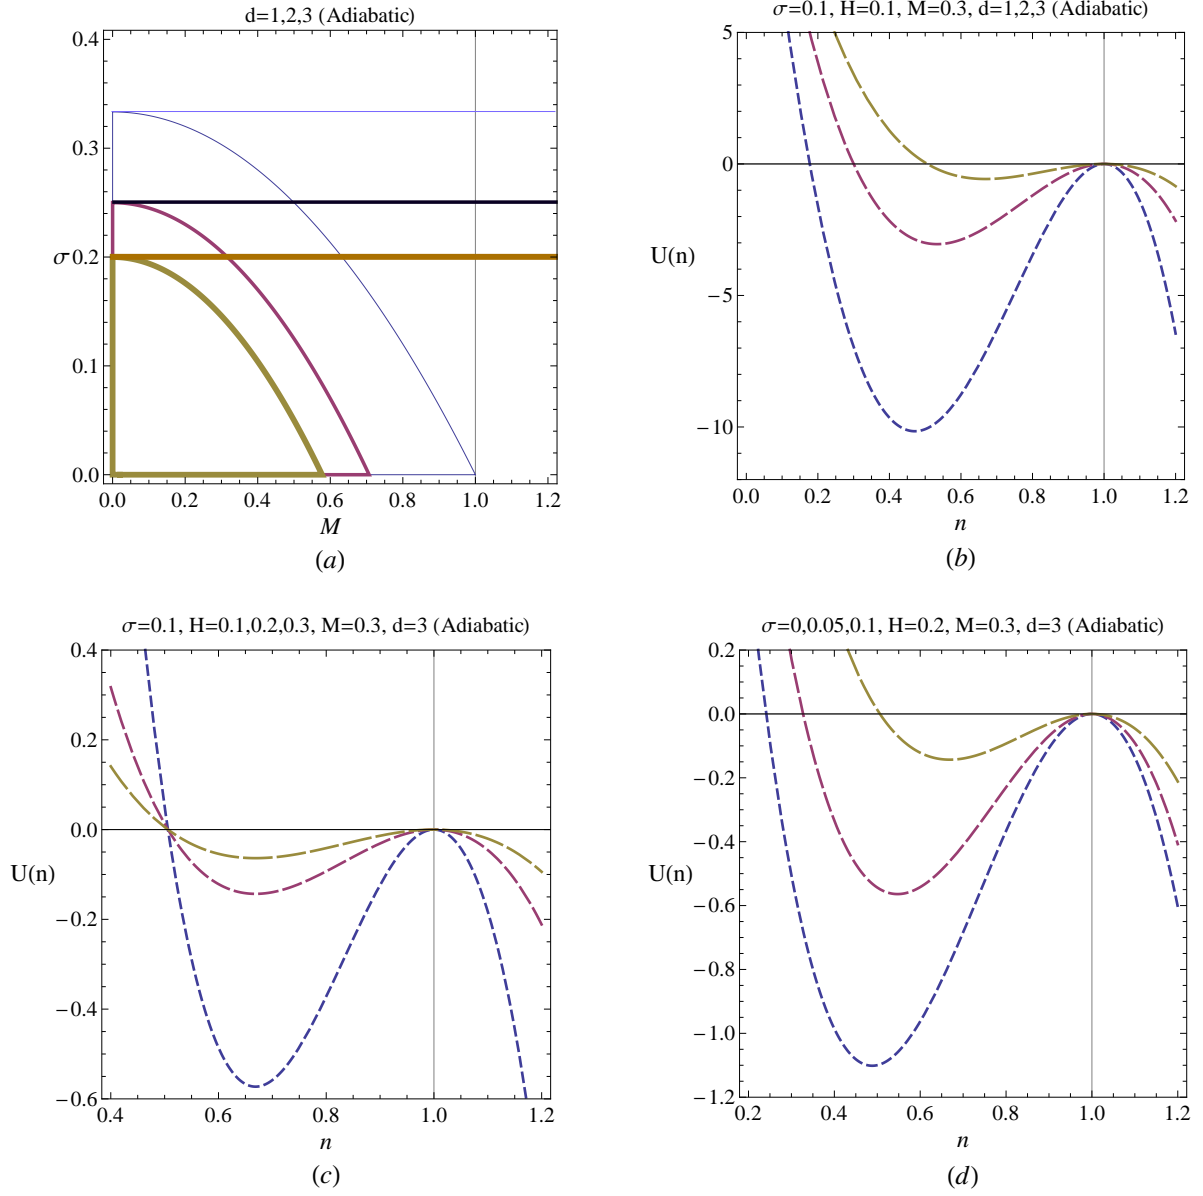 d=1,2,3 (Adiabatic)
0.4
0.3
σ 0.2
0.1
0.0
0.0 0.2 0.4 0.6 0.8 1.0 1.2
M
(a)
σ=0.1, H=0.1, M=0.3, d=1,2,3 (Adiabatic)
5
0
U(n)
−5
−10
0.0 0.2 0.4 0.6 0.8 1.0 1.2
n
(b)
σ=0.1, H=0.1,0.2,0.3, M=0.3, d=3 (Adiabatic)
0.4
0.2
0.0
U(n)
−0.2
−0.4
−0.6
0.4 0.6 0.8 1.0 1.2
n
(c)
σ=0,0.05,0.1, H=0.2, M=0.3, d=3 (Adiabatic)
0.2
0.0
−0.2
−0.4
U(n)
−0.6
−0.8
−1.0
−1.2
0.2 0.4 0.6 0.8 1.0 1.2
n
(d)